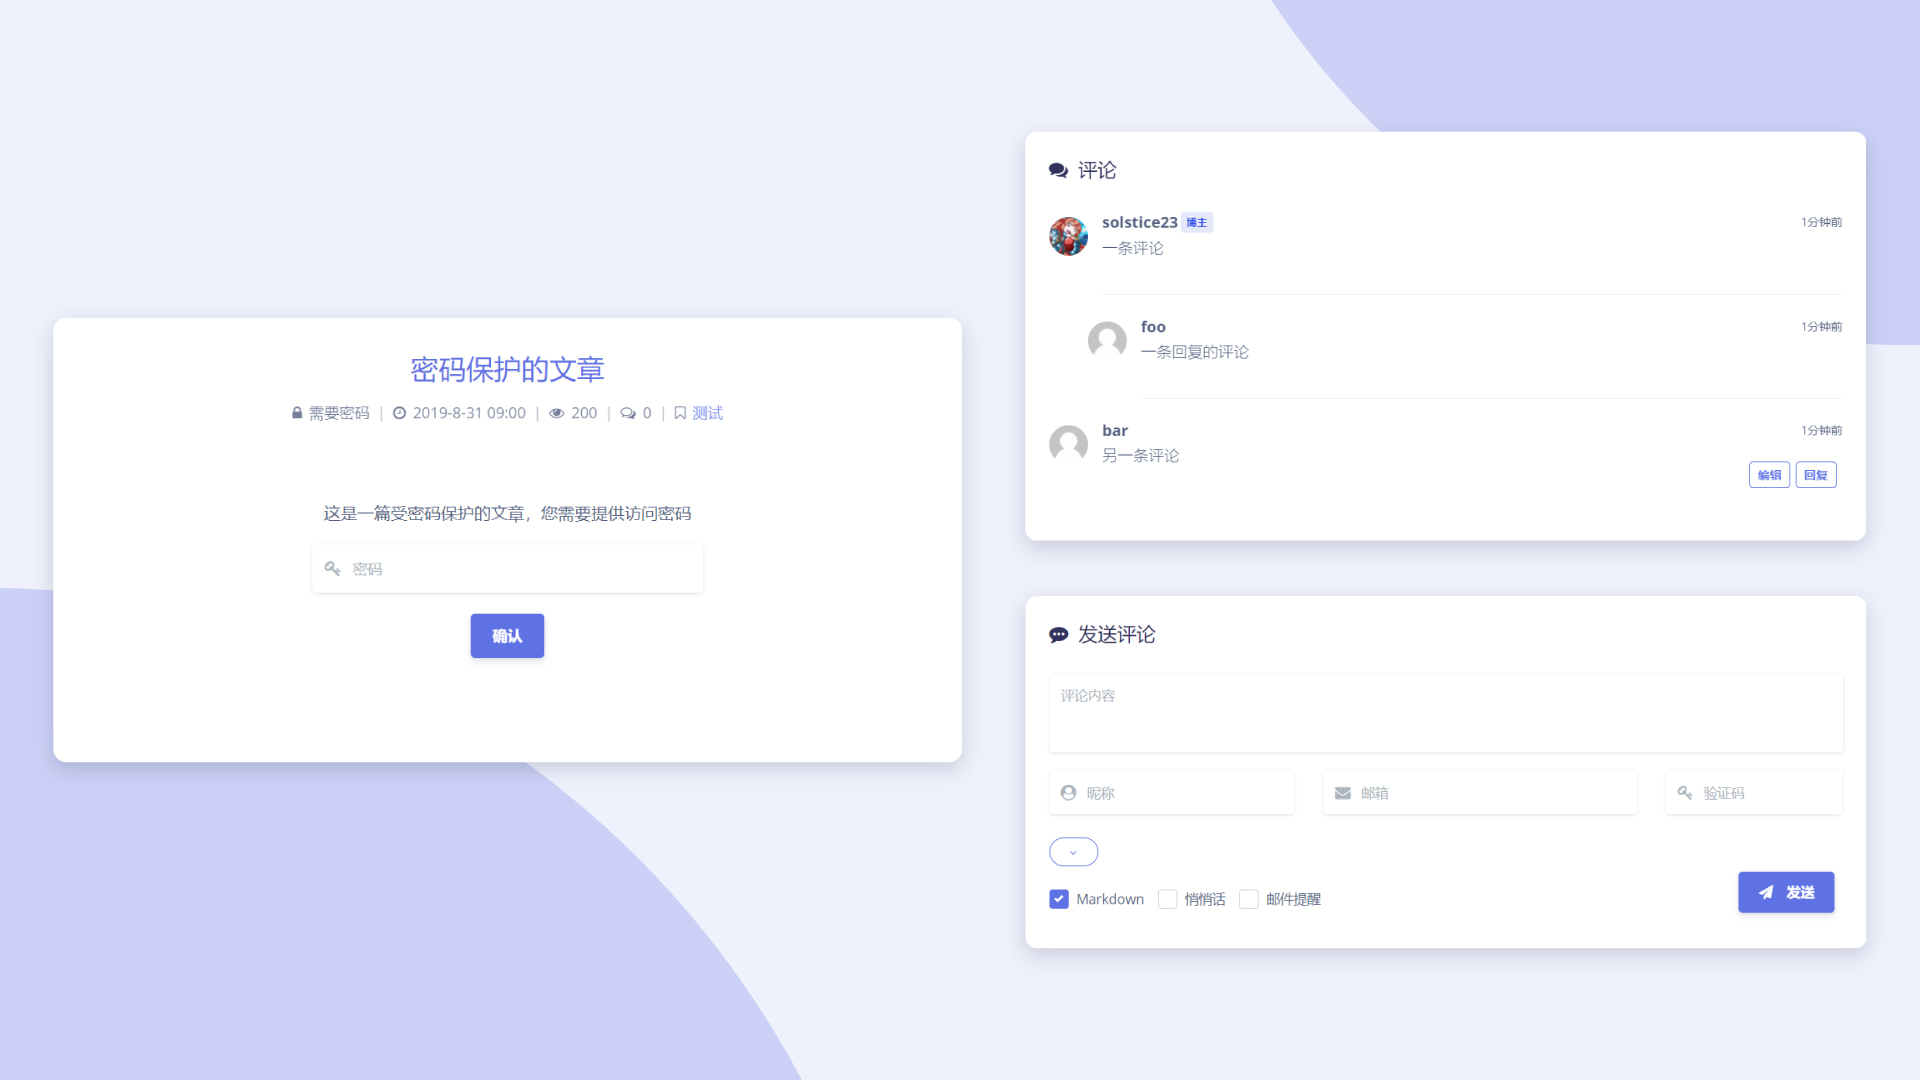 密码保护的文章
需要密码 | 2019-8-31 09:00 | 200 | 0 | 测试
这是一篇受密码保护的文章，您需要提供访问密码
密码
确认
评论
solstice23 博主 1分钟前
一条评论
foo 1分钟前
一条回复的评论
bar 1分钟前
另一条评论
编辑 回复
发送评论
评论内容
昵称 邮箱 验证码
Markdown 悄悄话 邮件提醒 发送